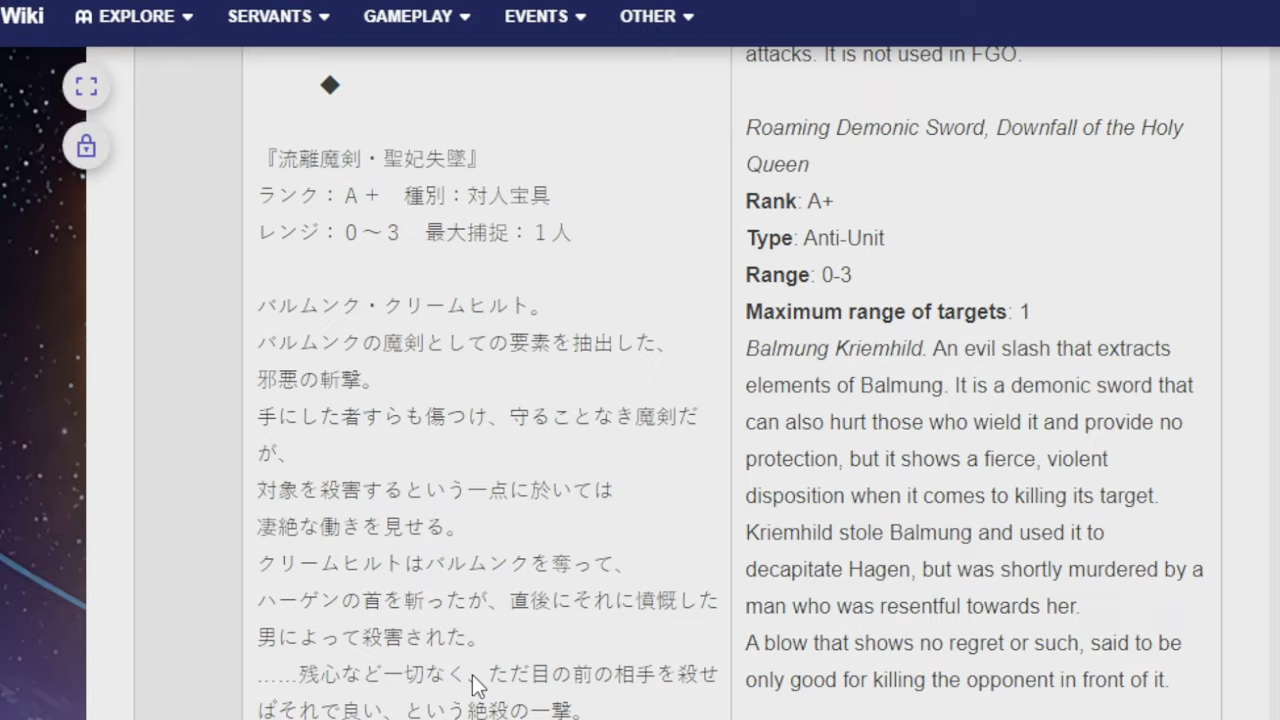 Wiki EXPLORE SERVANTS GAMEPLAY EVENTS OTHER
◆
『流離魔剣・聖妃失墜』
ランク：Ａ＋　種別：対人宝具
レンジ：０～３　最大捕捉：１人
バルムンク・クリームヒルト。
バルムンクの魔剣としての要素を抽出した、
邪悪の斬撃。
手にした者すらも傷つけ、守ることなき魔剣だ
が、
対象を殺害するという一点に於いては
凄絶な働きを見せる。
クリームヒルトはバルムンクを奪って、
ハーゲンの首を斬ったが、直後にそれに憤慨した
男によって殺害された。
……残心など一切なく、ただ目の前の相手を殺せ
ばそれで良い、という絶殺の一撃。
attacks. It is not used in FGO.
Roaming Demonic Sword, Downfall of the Holy
Queen
Rank: A+
Type: Anti-Unit
Range: 0-3
Maximum range of targets: 1
Balmung Kriemhild. An evil slash that extracts
elements of Balmung. It is a demonic sword that
can also hurt those who wield it and provide no
protection, but it shows a fierce, violent
disposition when it comes to killing its target.
Kriemhild stole Balmung and used it to
decapitate Hagen, but was shortly murdered by a
man who was resentful towards her.
A blow that shows no regret or such, said to be
only good for killing the opponent in front of it.